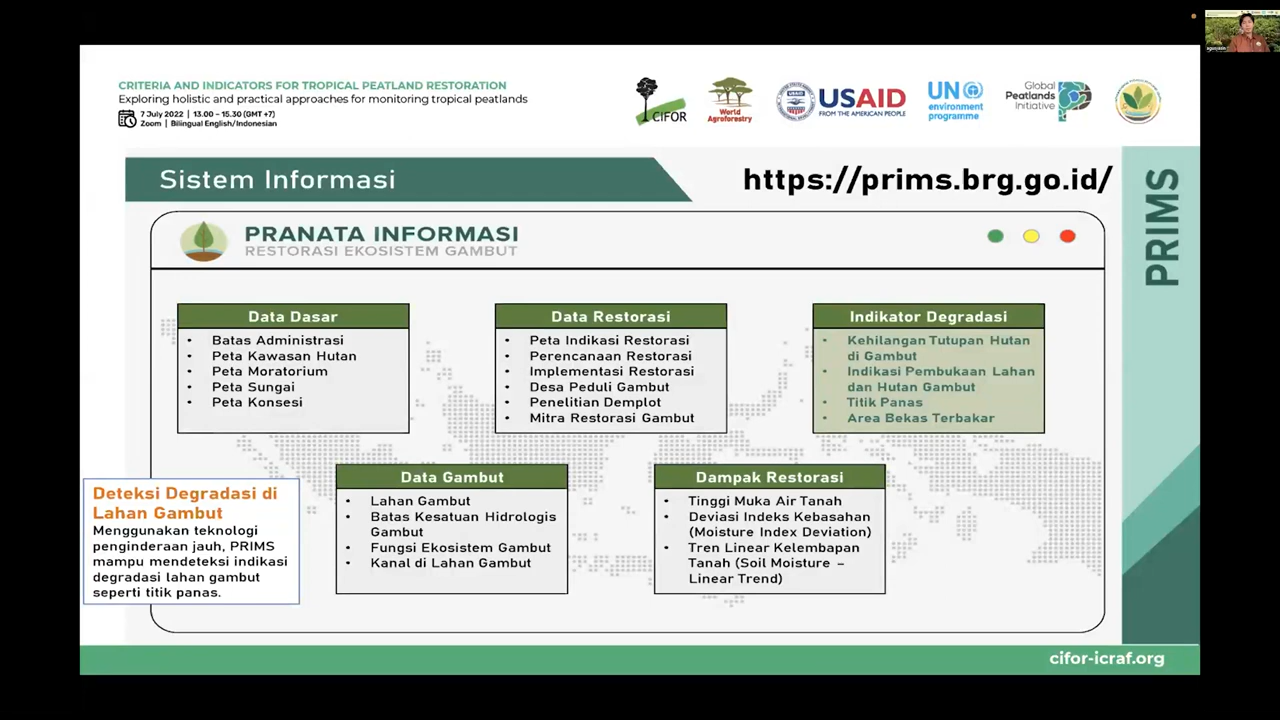 CRITERIA AND INDICATORS FOR TROPICAL PEATLAND RESTORATION
Exploring holistic and practical approaches for monitoring tropical peatlands
7 July 2022 | 13.00 – 15.30 (GMT +7)
Zoom | Bilingual English/Indonesian
CIFOR
World
Agroforestry
USAID
FROM THE AMERICAN PEOPLE
UN
environment
programme
Global
Peatlands
Initiative
Sistem Informasi
https://prims.brg.go.id/
PRIMS
PRANATA INFORMASI
RESTORASI EKOSISTEM GAMBUT
Data Dasar
• Batas Administrasi
• Peta Kawasan Hutan
• Peta Moratorium
• Peta Sungai
• Peta Konsesi
Data Restorasi
• Peta Indikasi Restorasi
• Perencanaan Restorasi
• Implementasi Restorasi
• Desa Peduli Gambut
• Penelitian Demplot
• Mitra Restorasi Gambut
Indikator Degradasi
• Kehilangan Tutupan Hutan
di Gambut
• Indikasi Pembukaan Lahan
dan Hutan Gambut
• Titik Panas
• Area Bekas Terbakar
Deteksi Degradasi di
Lahan Gambut
Menggunakan teknologi
penginderaan jauh, PRIMS
mampu mendeteksi indikasi
degradasi lahan gambut
seperti titik panas.
Data Gambut
• Lahan Gambut
• Batas Kesatuan Hidrologis
Gambut
• Fungsi Ekosistem Gambut
• Kanal di Lahan Gambut
Dampak Restorasi
• Tinggi Muka Air Tanah
• Deviasi Indeks Kebasahan
(Moisture Index Deviation)
• Tren Linear Kelembapan
Tanah (Soil Moisture –
Linear Trend)
cifor-icraf.org